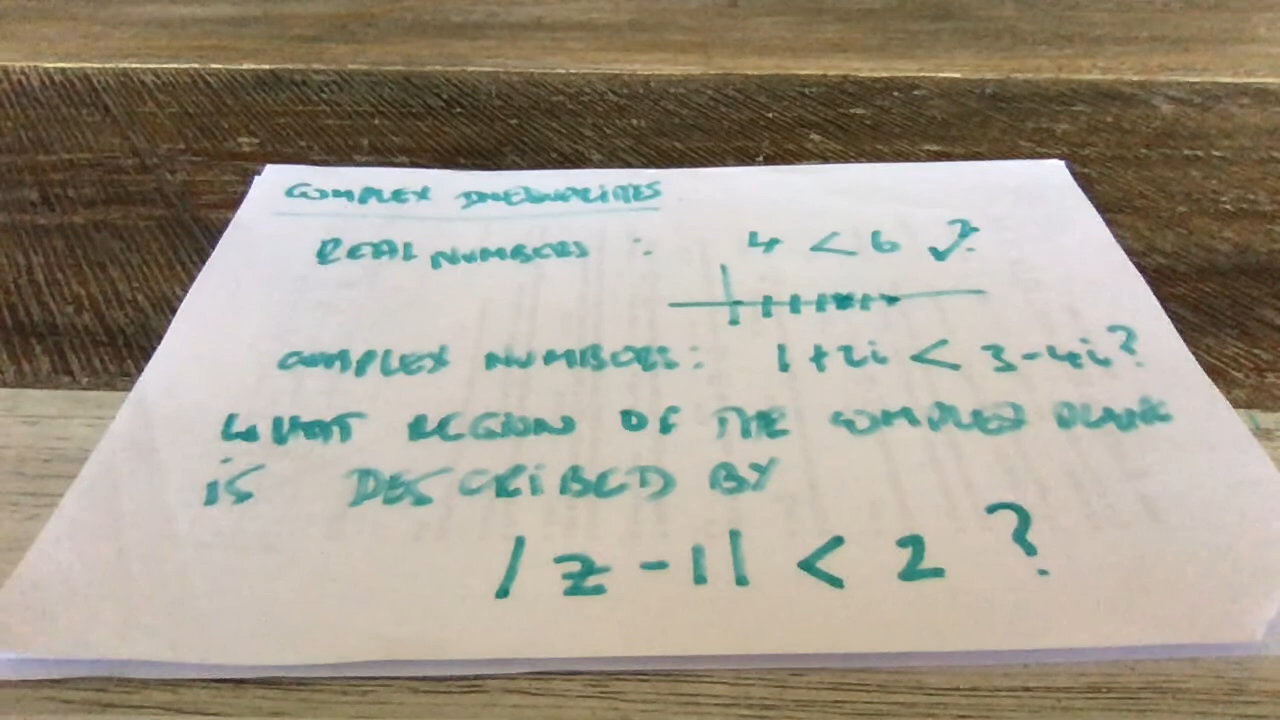 COMPLEX INEQUALITIES
REAL NUMBERS : 4 < 6 ✓?
COMPLEX NUMBERS: 1+2i < 3-4i?
WHAT REGION OF THE COMPLEX PLANE
iS DESCRiBED BY
|z-1| < 2 ?